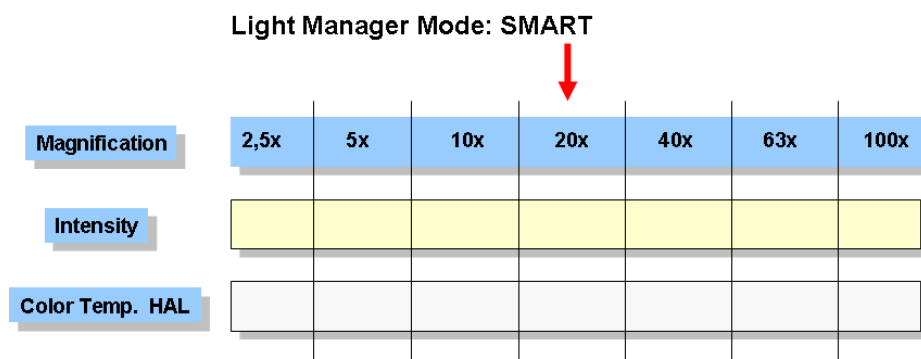 Light Manager Mode: SMART
Magnification 2,5x 5x 10x 20x 40x 63x 100x
Intensity
Color Temp. HAL